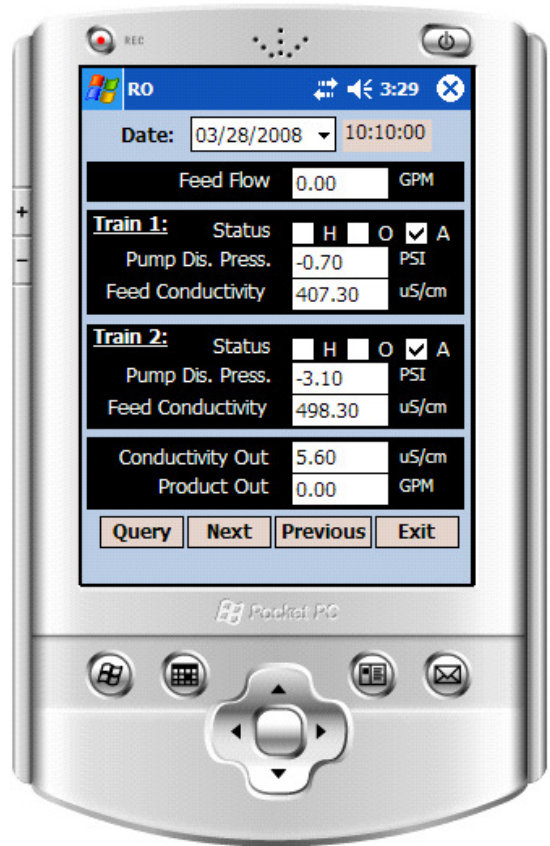 REC
RO 3:29
Date: 03/28/2008 10:10:00
Feed Flow 0.00 GPM
Train 1: Status H O A
Pump Dis. Press. -0.70 PSI
Feed Conductivity 407.30 uS/cm
Train 2: Status H O A
Pump Dis. Press. -3.10 PSI
Feed Conductivity 498.30 uS/cm
Conductivity Out 5.60 uS/cm
Product Out 0.00 GPM
Query Next Previous Exit
Pocket PC
+
-